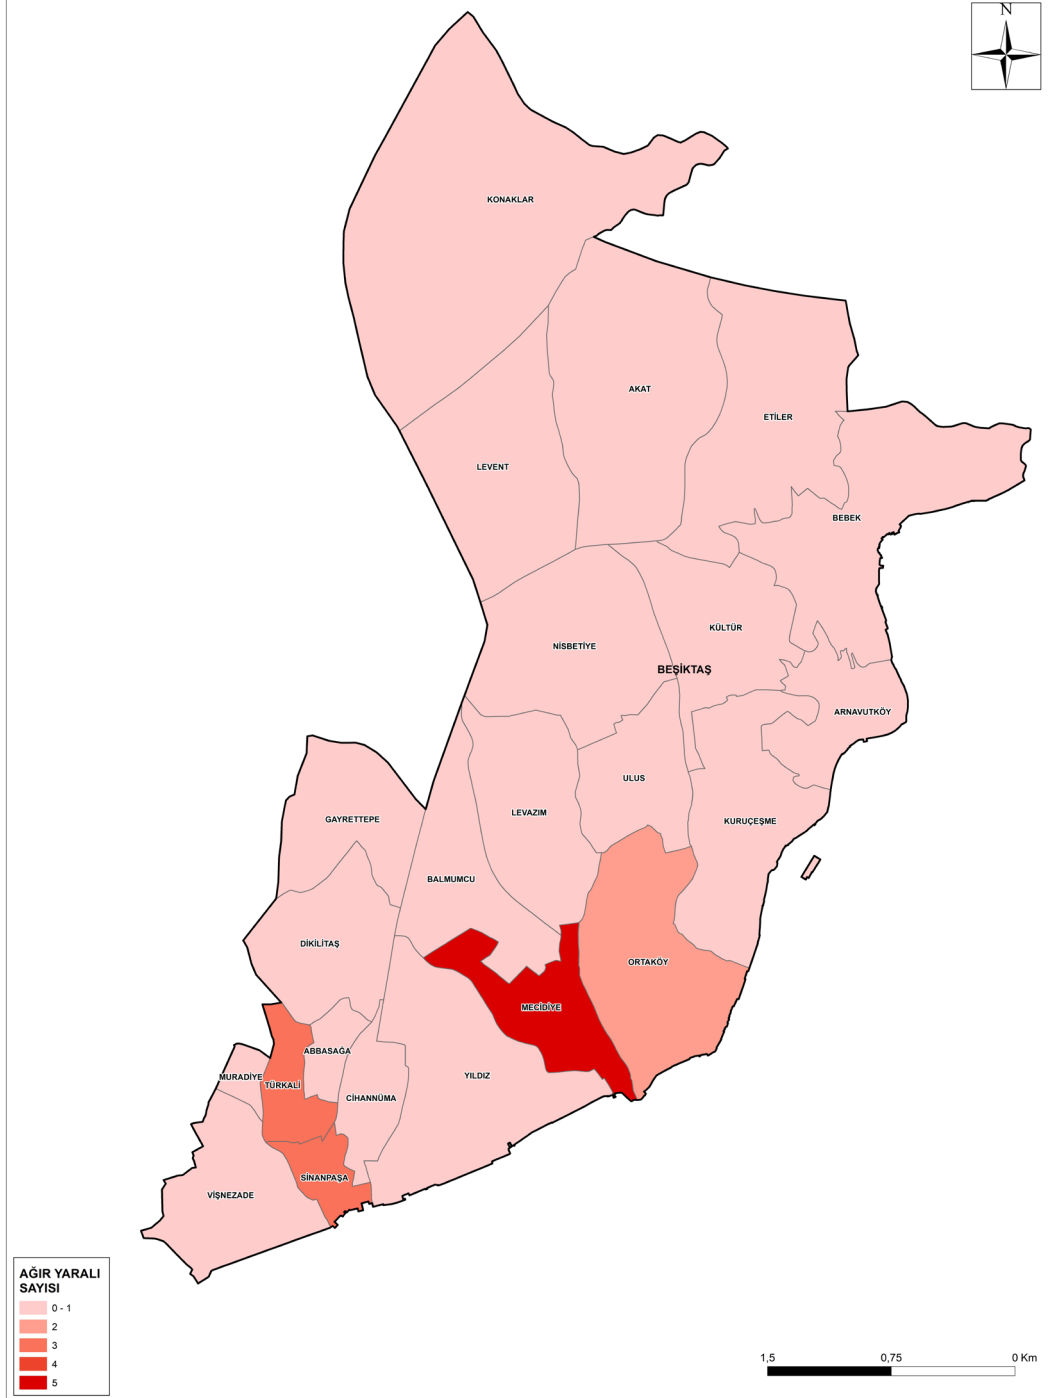 N
KONAKLAR
AKAT
ETİLER
LEVENT
BEBEK
KÜLTÜR
NİSBETİYE
BEŞİKTAŞ
ARNAVUTKÖY
ULUS
LEVAZIM
GAYRETTEPE
KURUÇEŞME
BALMUMCU
DİKİLİTAŞ
ORTAKÖY
MECİDİYE
ABBASAĞA
MURADİYE
YILDIZ
TÜRKALİ
CİHANNÜMA
SİNANPAŞA
VİŞNEZADE
AĞIR YARALI
SAYISI
0 - 1
2
3
4
5
1,5 0,75 0 Km